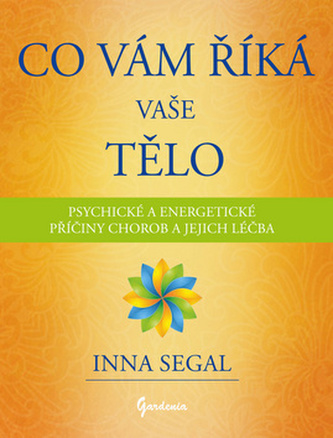 CO VÁM ŘÍKÁ
VAŠE
TĚLO
PSYCHICKÉ A ENERGETICKÉ
PŘÍČINY CHOROB A JEJICH LÉČBA
INNA SEGAL
Gardenia